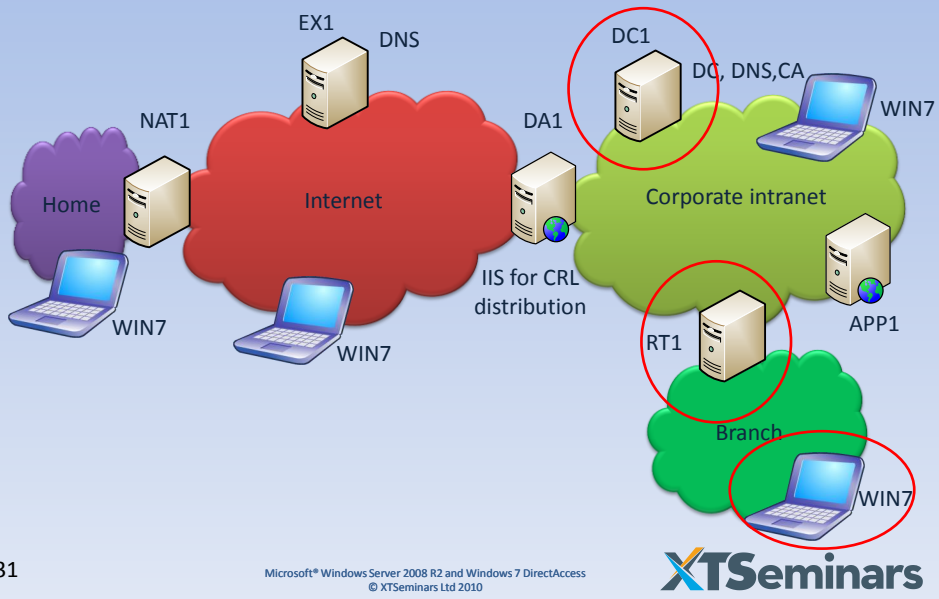 EX1
DNS
DC1
DC, DNS,CA
WIN7
NAT1
DA1
Home
Internet
Corporate intranet
IIS for CRL
distribution
WIN7
WIN7
APP1
RT1
Branch
WIN7
31
Microsoft® Windows Server 2008 R2 and Windows 7 DirectAccess
© XTSeminars Ltd 2010
XTSeminars